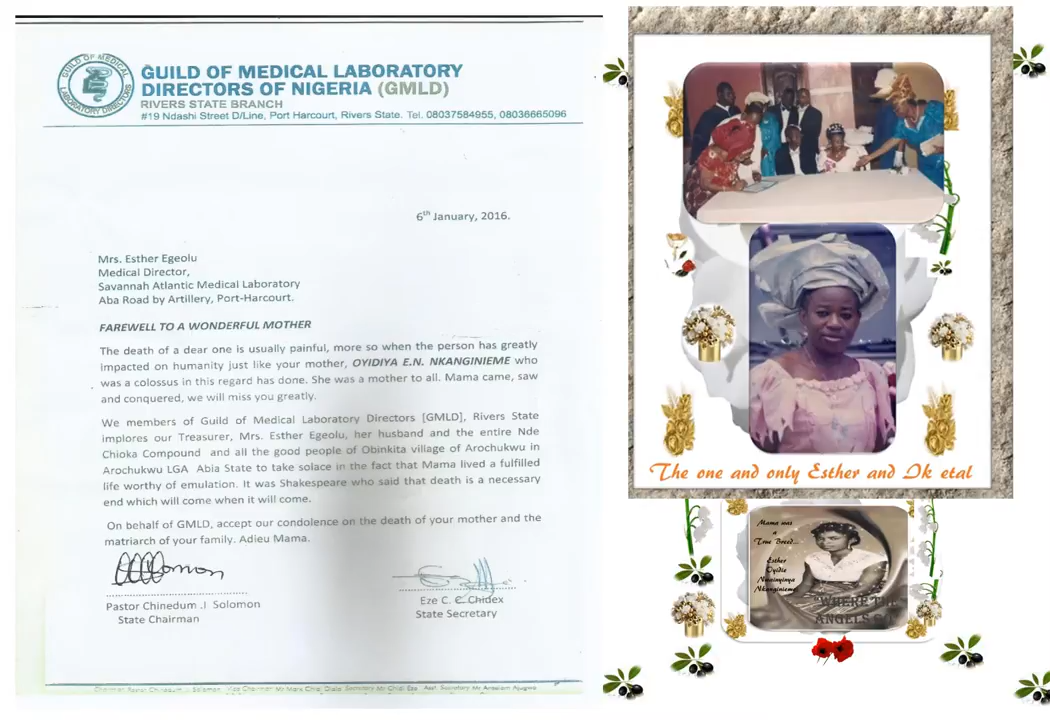 GUILD OF MEDICAL
LABORATORY DIRECTORS
GUILD OF MEDICAL LABORATORY
DIRECTORS OF NIGERIA (GMLD)
RIVERS STATE BRANCH
#19 Ndashi Street D/Line, Port Harcourt, Rivers State. Tel. 08037584955, 08036665096
6th January, 2016.
Mrs. Esther Egeolu
Medical Director,
Savannah Atlantic Medical Laboratory
Aba Road by Artillery, Port-Harcourt.
FAREWELL TO A WONDERFUL MOTHER
The death of a dear one is usually painful, more so when the person has greatly
impacted on humanity just like your mother, OYIDIYA E.N. NKANGINIEME who
was a colossus in this regard has done. She was a mother to all. Mama came, saw
and conquered, we will miss you greatly.
We members of Guild of Medical Laboratory Directors [GMLD], Rivers State
implores our Treasurer, Mrs. Esther Egeolu, her husband and the entire Nde
Chioka Compound and all the good people of Obinkita village of Arochukwu in
Arochukwu LGA Abia State to take solace in the fact that Mama lived a fulfilled
life worthy of emulation. It was Shakespeare who said that death is a necessary
end which will come when it will come.
On behalf of GMLD, accept our condolence on the death of your mother and the
matriarch of your family. Adieu Mama.
Pastor Chinedum .I Solomon
State Chairman
Eze C. C. Chidex
State Secretary
The one and only Esther and Ik etal
Mama was
a
True Breed...
Esther
Oyidie
Nwainyinya
Nkanginieme
WHERE THE
ANGELS